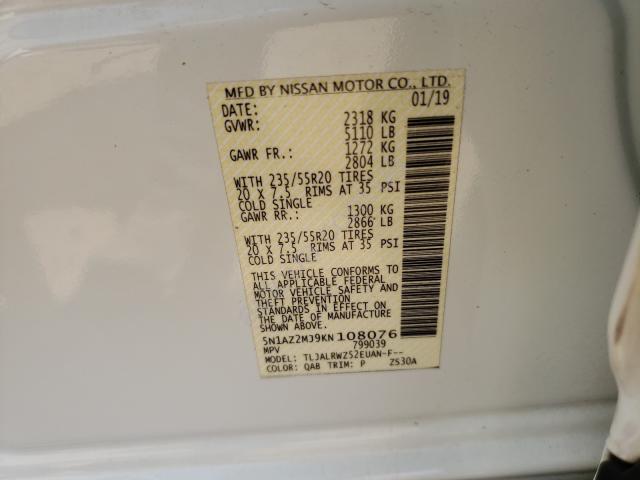 MFD BY NISSAN MOTOR CO., LTD.
DATE: 01/19
GVWR: 2318 KG
5110 LB
GAWR FR.: 1272 KG
2804 LB
WITH 235/55R20 TIRES
20 X 7.5 RIMS AT 35 PSI
COLD SINGLE
GAWR RR.: 1300 KG
2866 LB
WITH 235/55R20 TIRES
20 X 7.5 RIMS AT 35 PSI
COLD SINGLE
THIS VEHICLE CONFORMS TO
ALL APPLICABLE FEDERAL
MOTOR VEHICLE SAFETY AND
THEFT PREVENTION
STANDARDS IN EFFECT ON
THE DATE OF MANUFACTURE
SHOWN ABOVE.
5N1AZ2MJ9KN108076
MPV 799039
MODEL: TLJALRWZ52EUAN-F--
COLOR: QAB TRIM: P ZS30A